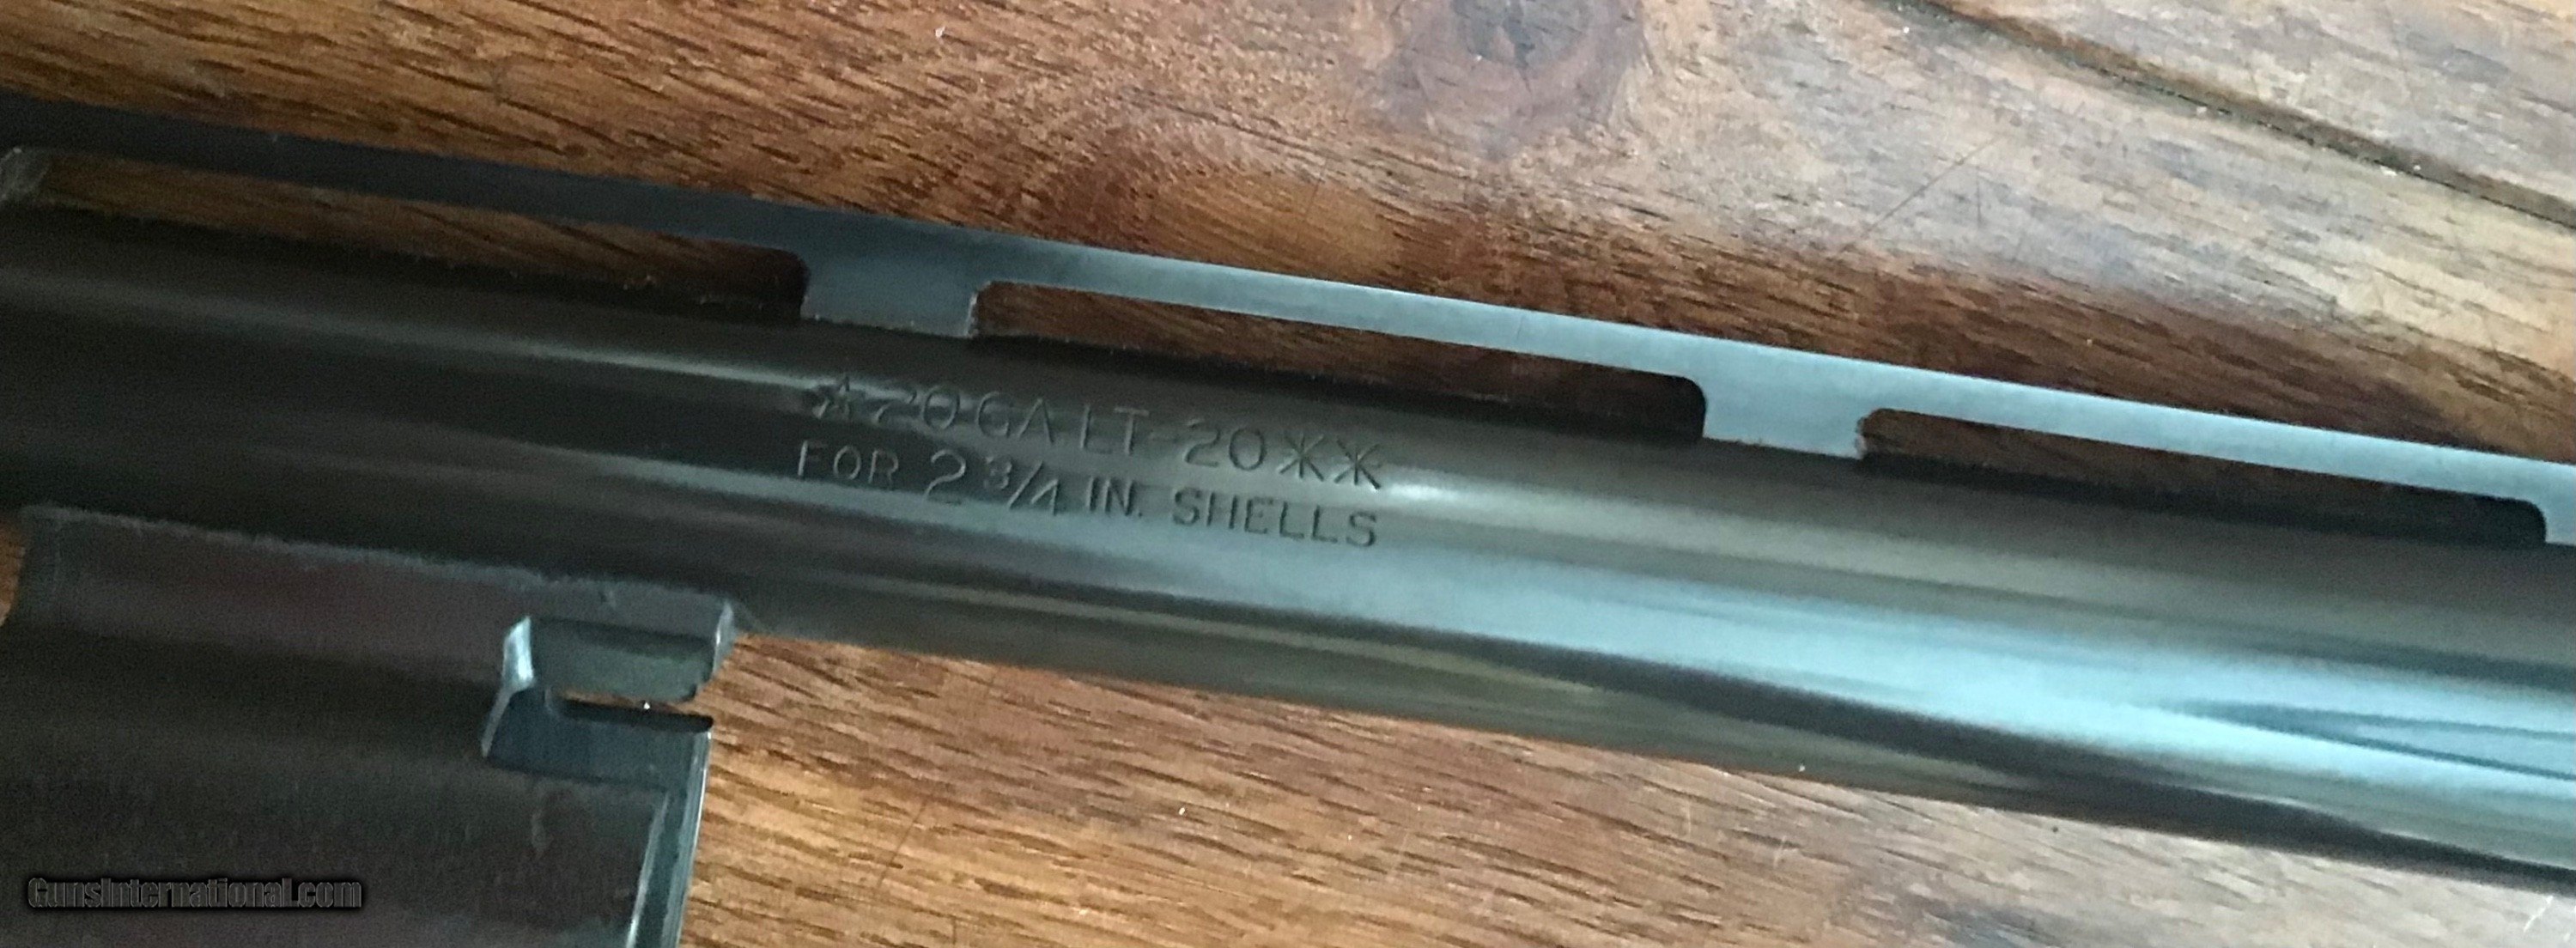 ☆20 GA LT-20✳✳
FOR 2 3/4 IN. SHELLS
GunsInternational.com